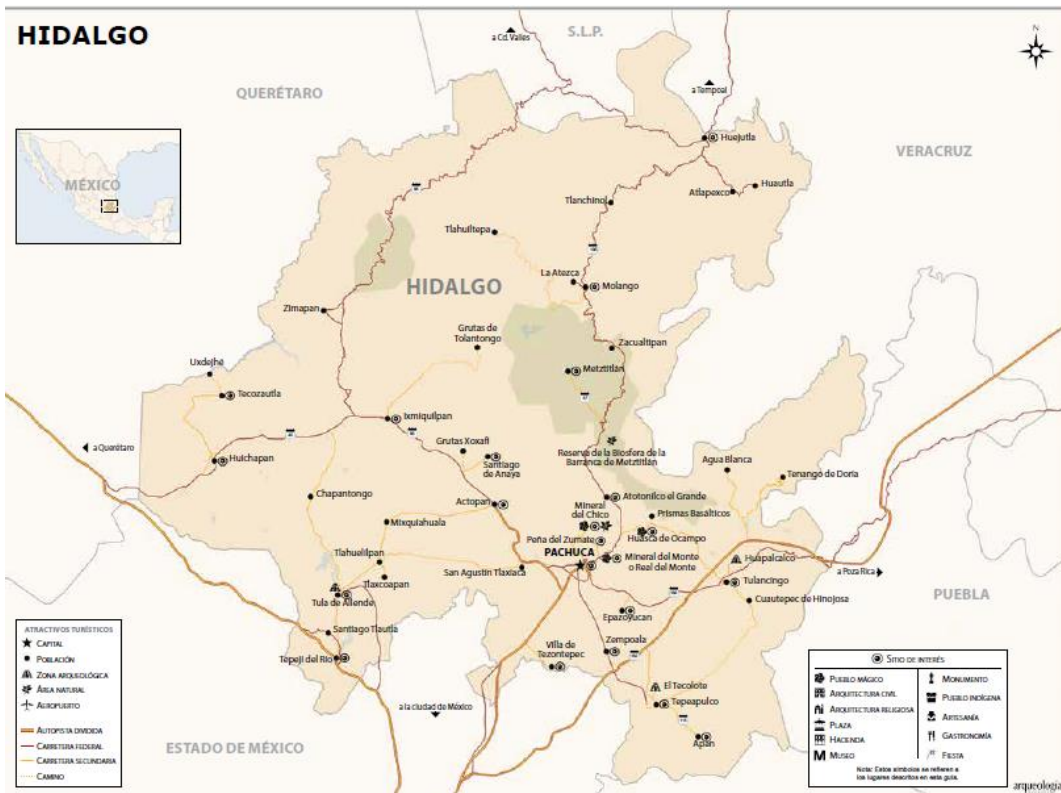 HIDALGO
N
S.L.P.
a Cd. Valles
QUERÉTARO
a Tempoal
Huejutla
VERACRUZ
MÉXICO
Huautla
Atlapexco
Tlanchinol
Tlahuiltepa
La Atezca
HIDALGO
Molango
Zimapan
Grutas de
Tolantongo
Zacualtipan
Uxdejhé
Metztitlán
Tecozautla
Ixmiquilpan
a Querétaro
Grutas Xoxafi
Reserva de la Biosfera de la
Barranca de Metztitlán
Huichapan
Santiago
de Anaya
Agua Blanca
Tenango de Doria
Chapantongo
Actopan
Atotonilco el Grande
Mineral
del Chico
Prismas Basálticos
Mixquiahuala
Peña del Zumate
Huasca de Ocampo
PACHUCA
Mineral del Monte
o Real del Monte
Huapalcalco
Tlahuelilpan
San Agustin Tlaxiaca
a Poza Rica
Tlaxcoapan
Tulancingo
Tula de Allende
Cuautepec de Hinojosa
PUEBLA
Epazoyucan
Santiago Tlautla
Villa de
Tezontepec
Zempoala
Tepeji del Río
El Tecolote
Tepeapulco
a la ciudad de México
Apan
ESTADO DE MÉXICO
ATRACTIVOS TURÍSTICOS
CAPITAL
POBLACIÓN
ZONA ARQUEOLÓGICA
ÁREA NATURAL
AEROPUERTO
AUTOPISTA DIVIDIDA
CARRETERA FEDERAL
CARRETERA SECUNDARIA
CAMINO
SITIO DE INTERÉS
PUEBLO MÁGICO
ARQUITECTURA CIVIL
ARQUITECTURA RELIGIOSA
PLAZA
HACIENDA
M MUSEO
MONUMENTO
PUEBLO INDÍGENA
ARTESANÍA
GASTRONOMÍA
FIESTA
Nota: Estos símbolos se refieren a
los lugares descritos en esta guía.
arqueología